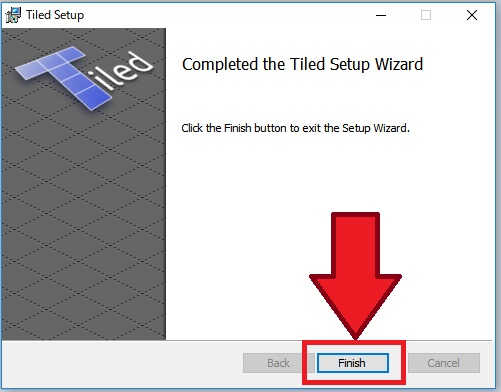 Tiled Setup
Tiled
Completed the Tiled Setup Wizard
Click the Finish button to exit the Setup Wizard.
Back
Finish
Cancel